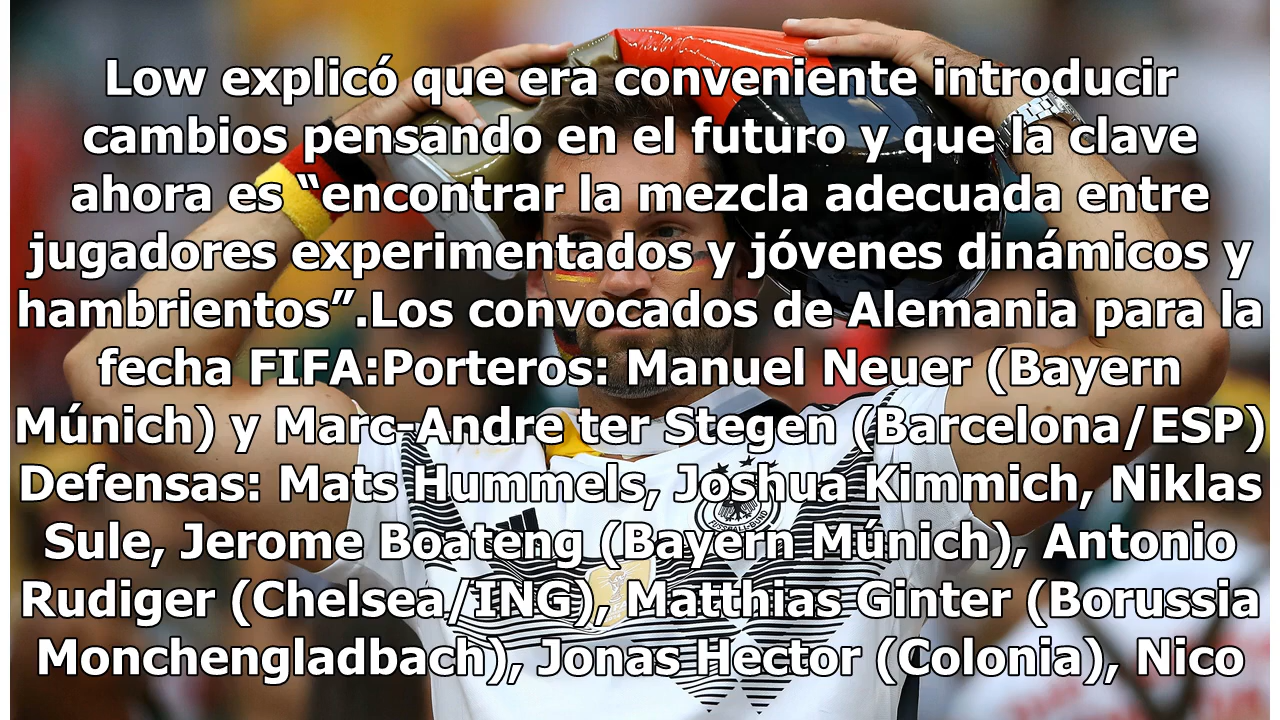 Low explicó que era conveniente introducir
cambios pensando en el futuro y que la clave
ahora es “encontrar la mezcla adecuada entre
jugadores experimentados y jóvenes dinámicos y
hambrientos”.Los convocados de Alemania para la
fecha FIFA:Porteros: Manuel Neuer (Bayern
Múnich) y Marc-Andre ter Stegen (Barcelona/ESP)
Defensas: Mats Hummels, Joshua Kimmich, Niklas
Sule, Jerome Boateng (Bayern Múnich), Antonio
Rudiger (Chelsea/ING), Matthias Ginter (Borussia
Monchengladbach), Jonas Hector (Colonia), Nico
DEUTSCHER FUSSBALL-BUND